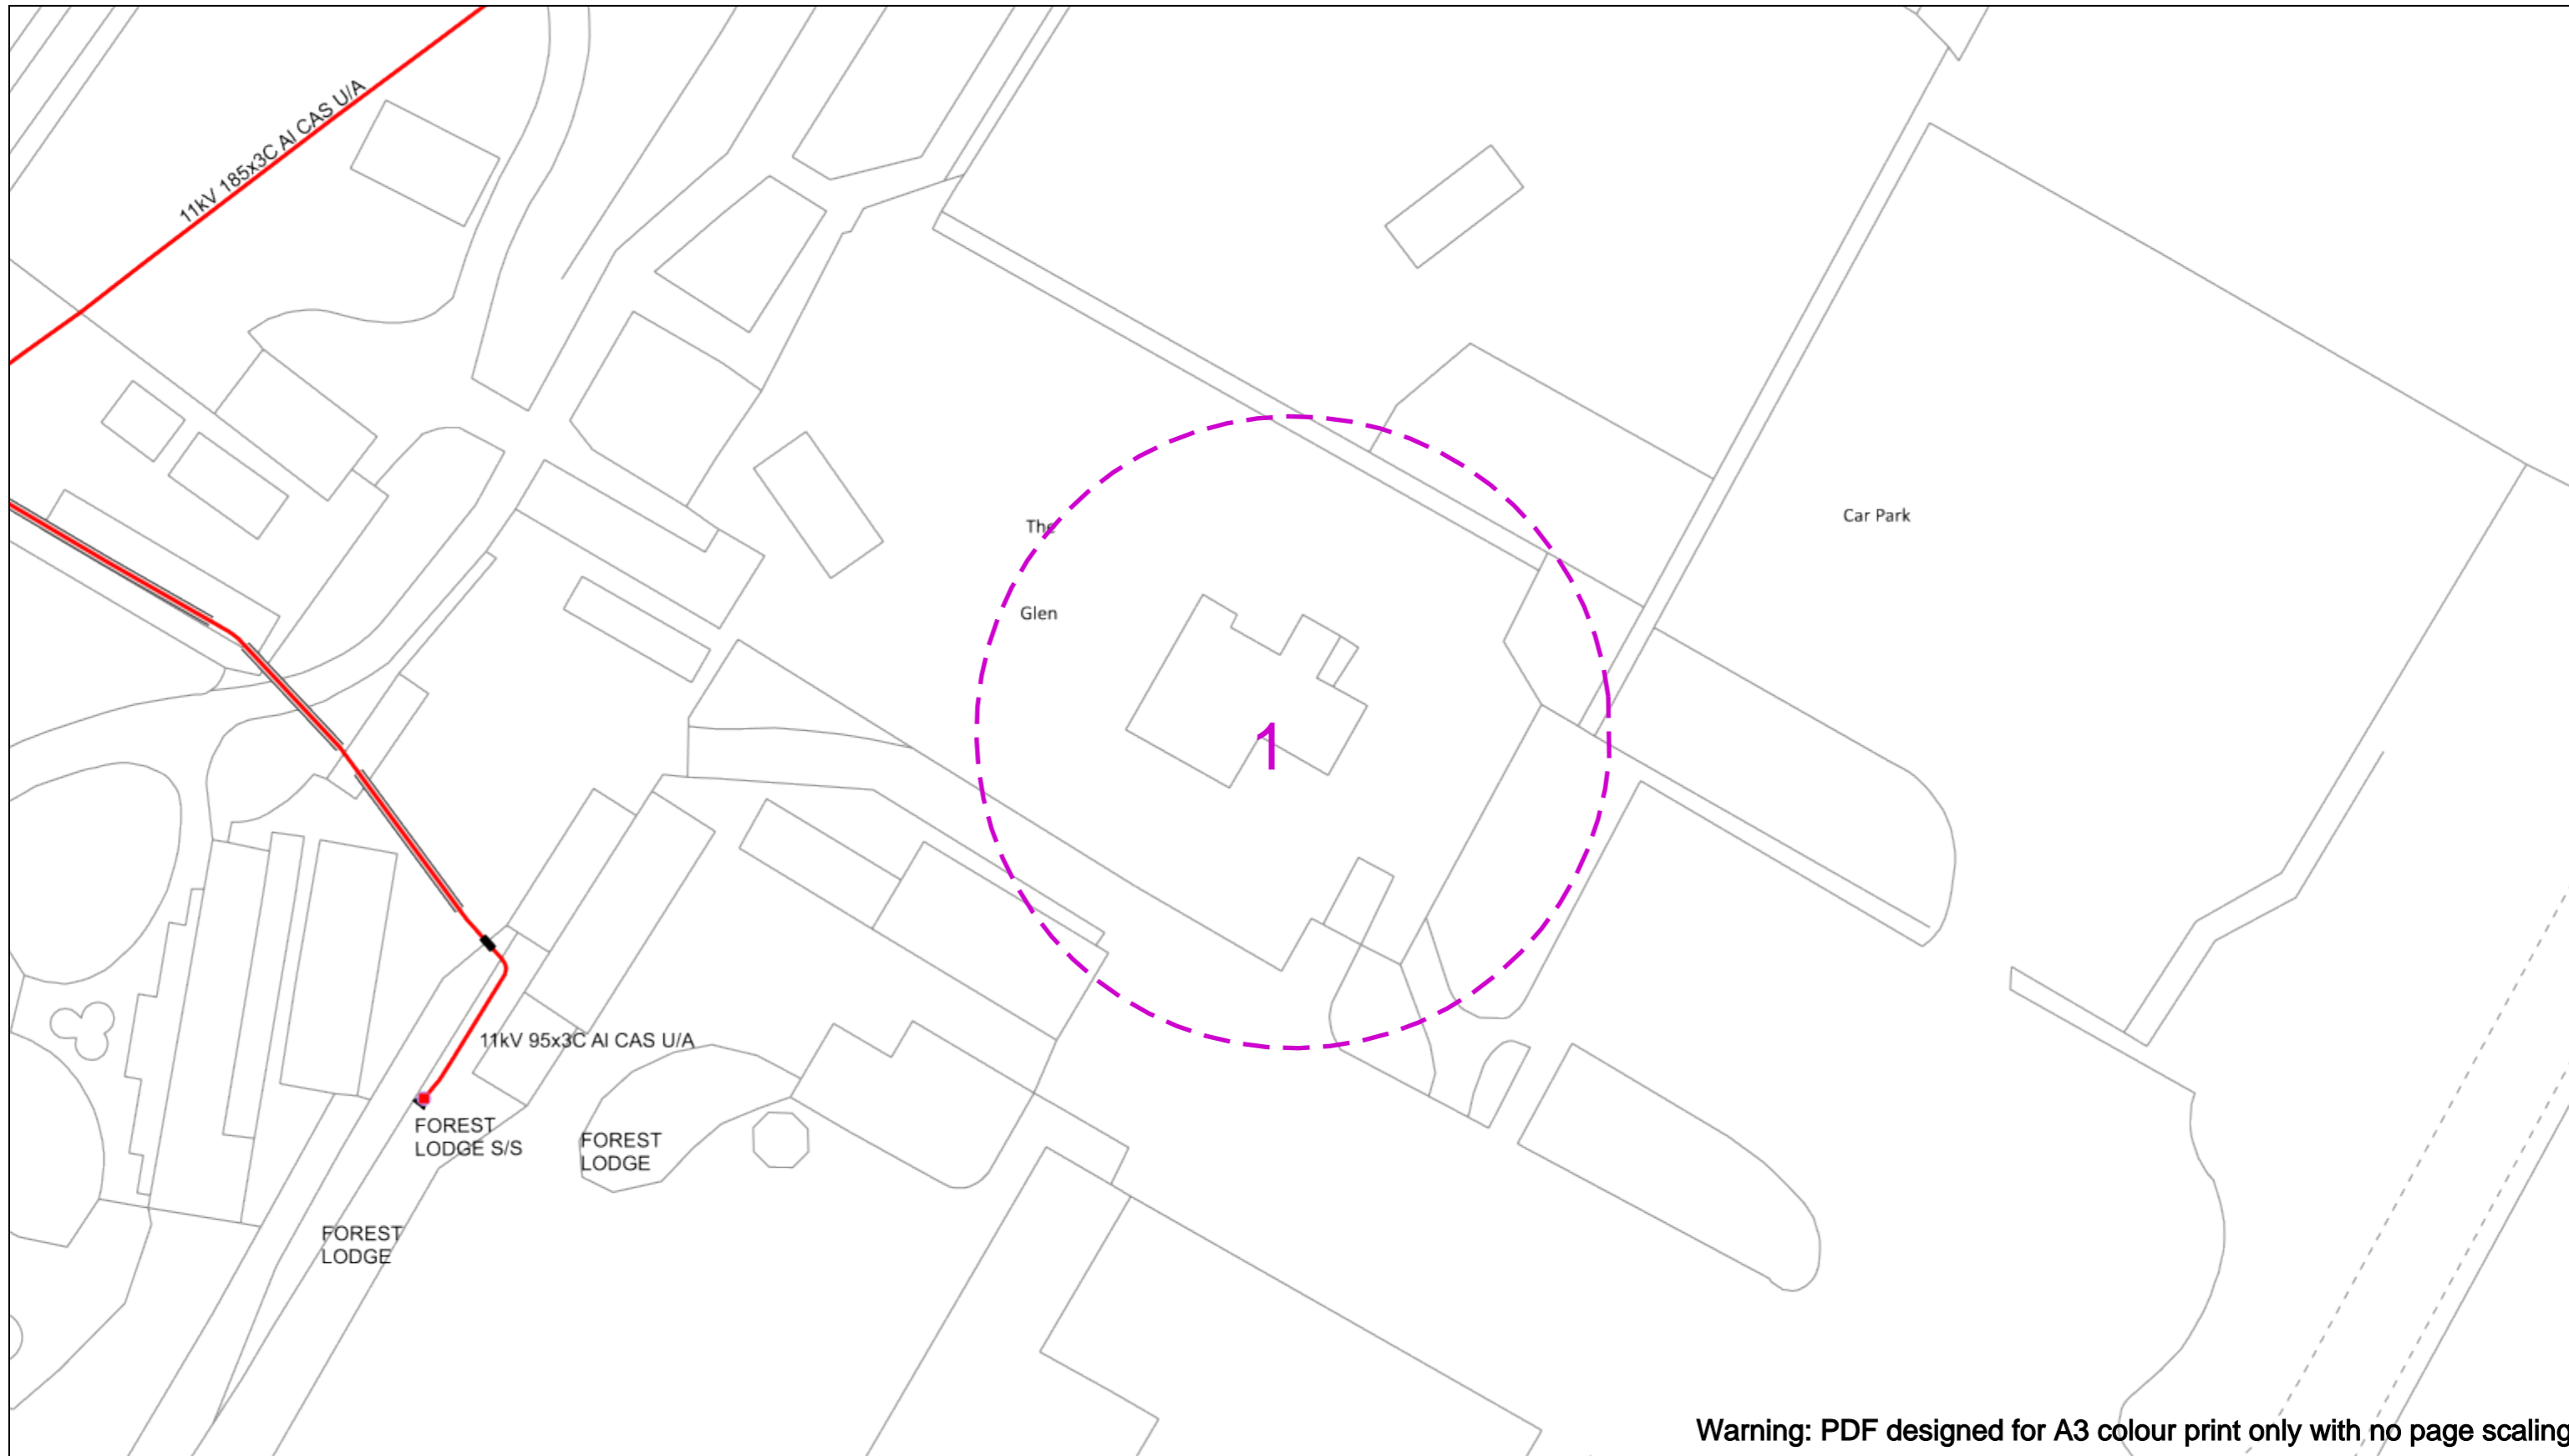 11kV 185x3C Al CAS U/A
The
Car Park
Glen
1
11kV 95x3C Al CAS U/A
FOREST
LODGE S/S
FOREST
LODGE
FOREST
LODGE
Warning: PDF designed for A3 colour print only with no page scaling